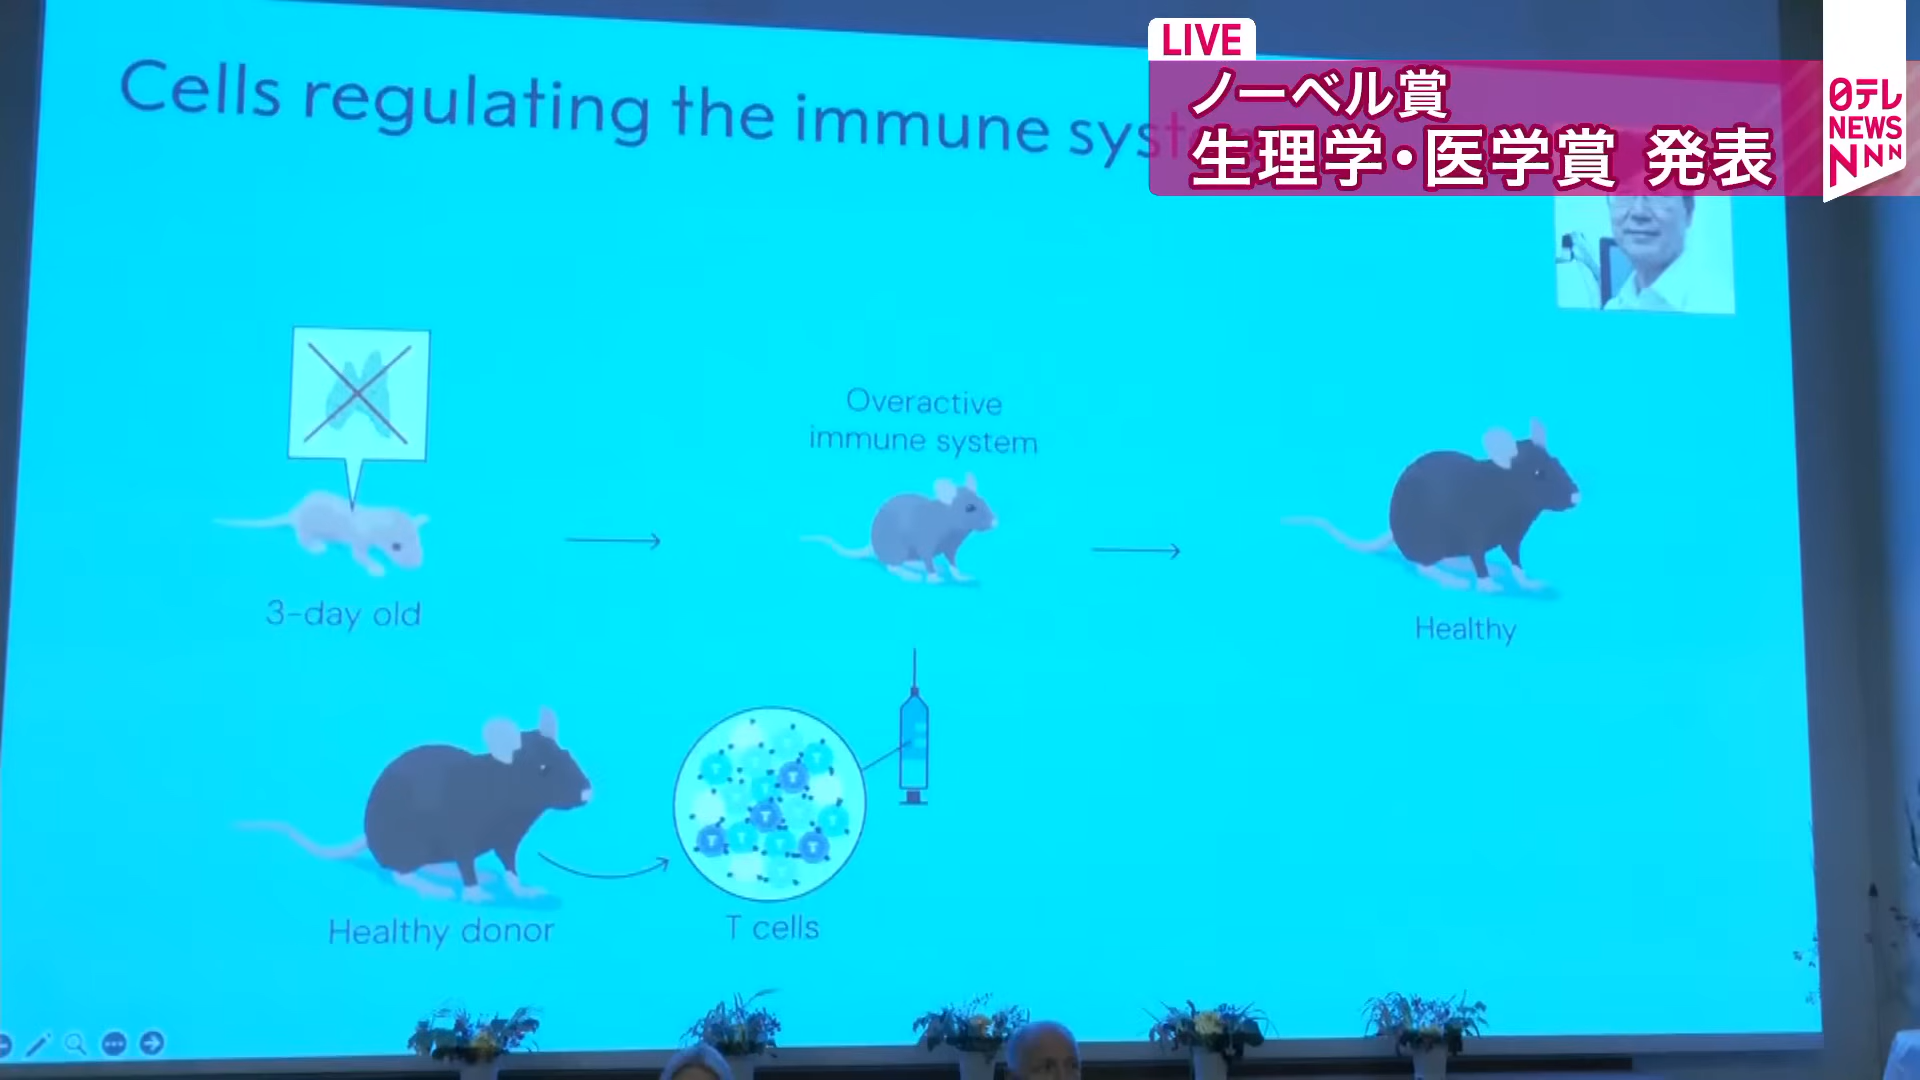 LIVE
ノーベル賞
生理学・医学賞 発表
日テレ
NEWS
NNN
Cells regulating the immune syst
Overactive
immune system
3-day old
Healthy
Healthy donor
T cells